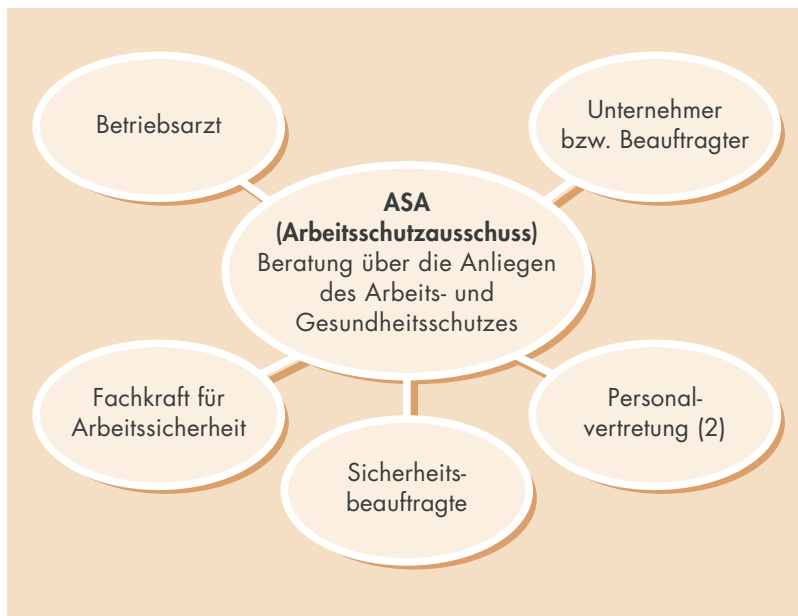 Betriebsarzt
Unternehmer
bzw. Beauftragter
ASA
(Arbeitsschutzausschuss)
Beratung über die Anliegen
des Arbeits- und
Gesundheitsschutzes
Fachkraft für
Arbeitssicherheit
Sicherheits-
beauftragte
Personal-
vertretung (2)